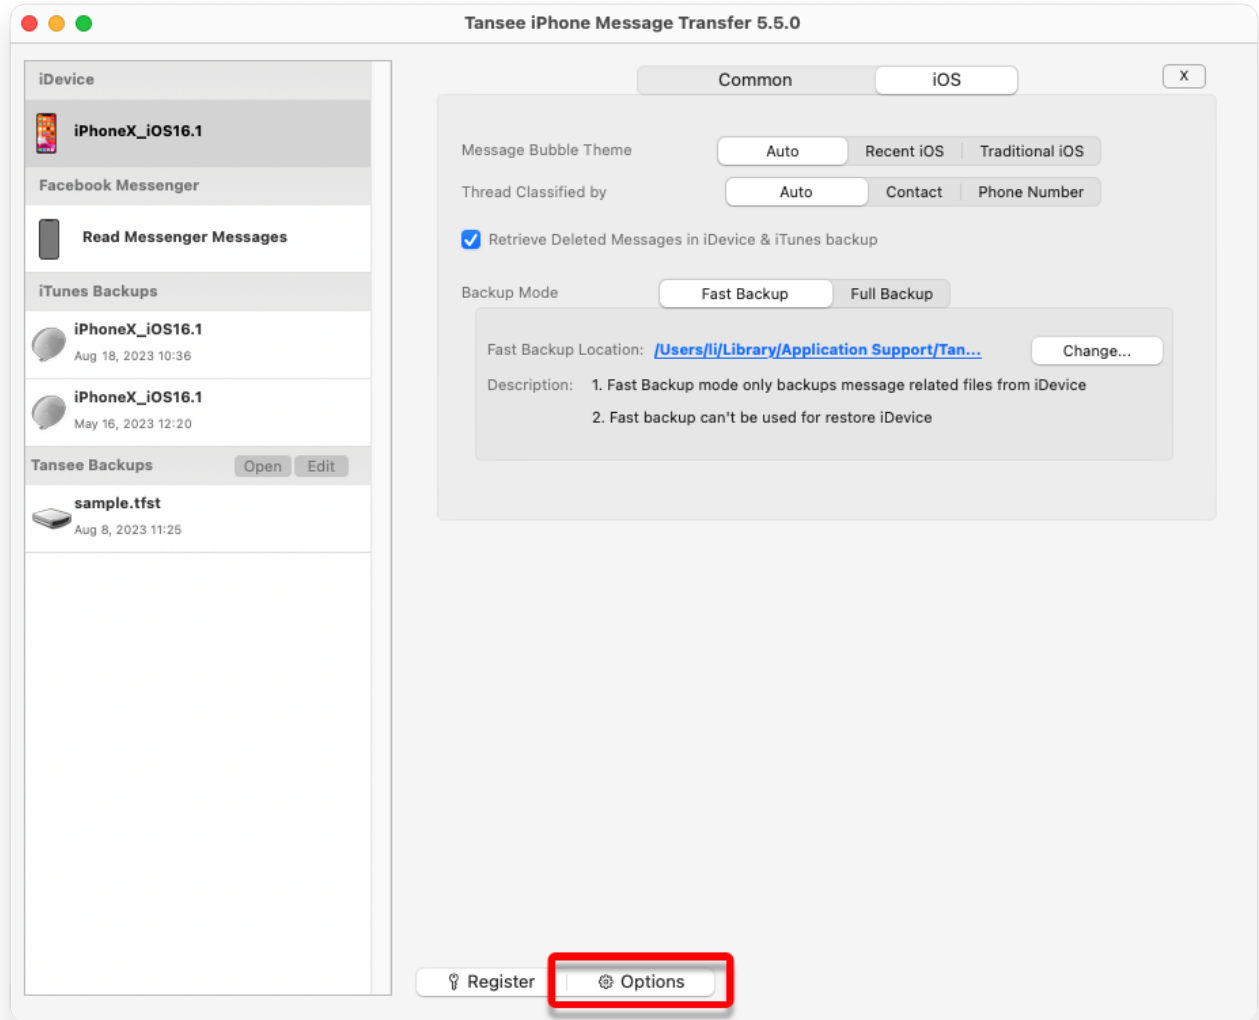 Tansee iPhone Message Transfer 5.5.0
iDevice
iPhoneX_iOS16.1
Facebook Messenger
Read Messenger Messages
iTunes Backups
iPhoneX_iOS16.1
Aug 18, 2023 10:36
iPhoneX_iOS16.1
May 16, 2023 12:20
Tansee Backups Open Edit
sample.tfst
Aug 8, 2023 11:25
Common iOS X
Message Bubble Theme Auto Recent iOS Traditional iOS
Thread Classified by Auto Contact Phone Number
Retrieve Deleted Messages in iDevice & iTunes backup
Backup Mode Fast Backup Full Backup
Fast Backup Location: /Users/li/Library/Application Support/Tan... Change...
Description: 1. Fast Backup mode only backups message related files from iDevice
2. Fast backup can't be used for restore iDevice
Register Options